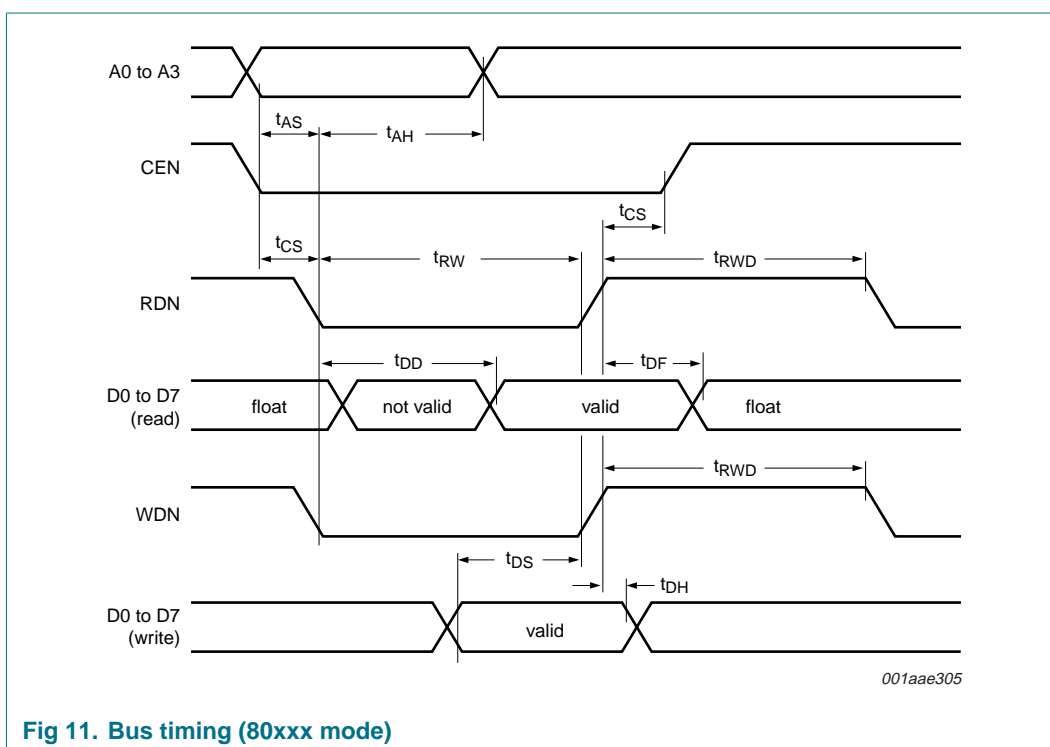 A0 to A3
tAS
tAH
CEN
tCS
tCS
tRW
tRWD
RDN
tDD
tDF
D0 to D7
(read)
float
not valid
valid
float
tRWD
WDN
tDS
tDH
D0 to D7
(write)
valid
001aae305
Fig 11. Bus timing (80xxx mode)